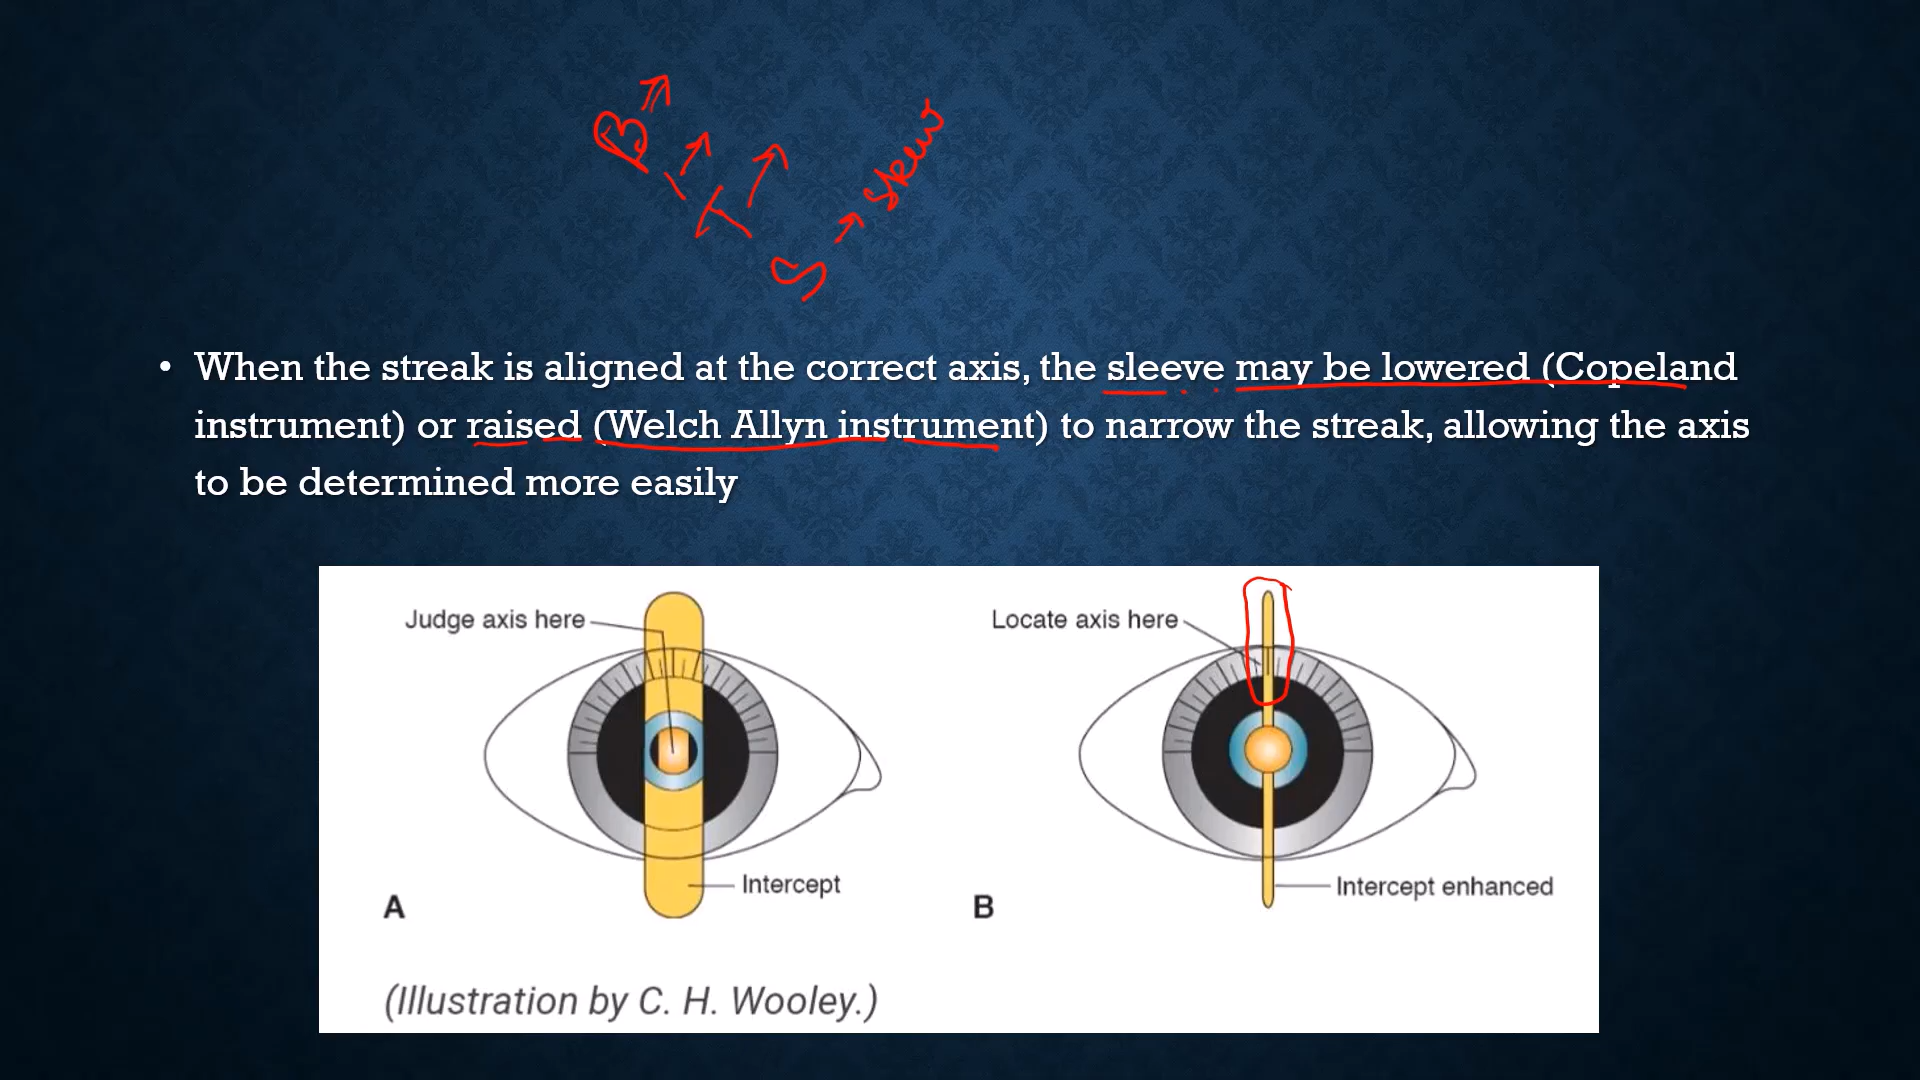 B
I
T
S → skew
• When the streak is aligned at the correct axis, the sleeve may be lowered (Copeland
instrument) or raised (Welch Allyn instrument) to narrow the streak, allowing the axis
to be determined more easily
Judge axis here
Locate axis here
Intercept
Intercept enhanced
A
B
(Illustration by C. H. Wooley.)